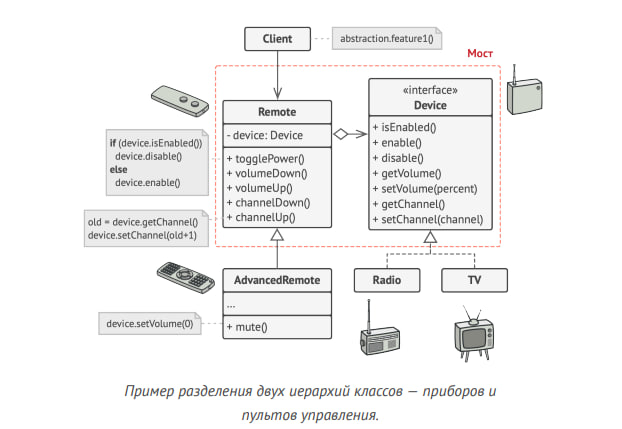 Client
abstraction.feature1()
Мост
Remote
- device: Device
+ togglePower()
+ volumeDown()
+ volumeUp()
+ channelDown()
+ channelUp()
«interface»
Device
+ isEnabled()
+ enable()
+ disable()
+ getVolume()
+ setVolume(percent)
+ getChannel()
+ setChannel(channel)
if (device.isEnabled())
device.disable()
else
device.enable()
old = device.getChannel()
device.setChannel(old+1)
AdvancedRemote
...
+ mute()
Radio
TV
device.setVolume(0)
Пример разделения двух иерархий классов — приборов и
пультов управления.